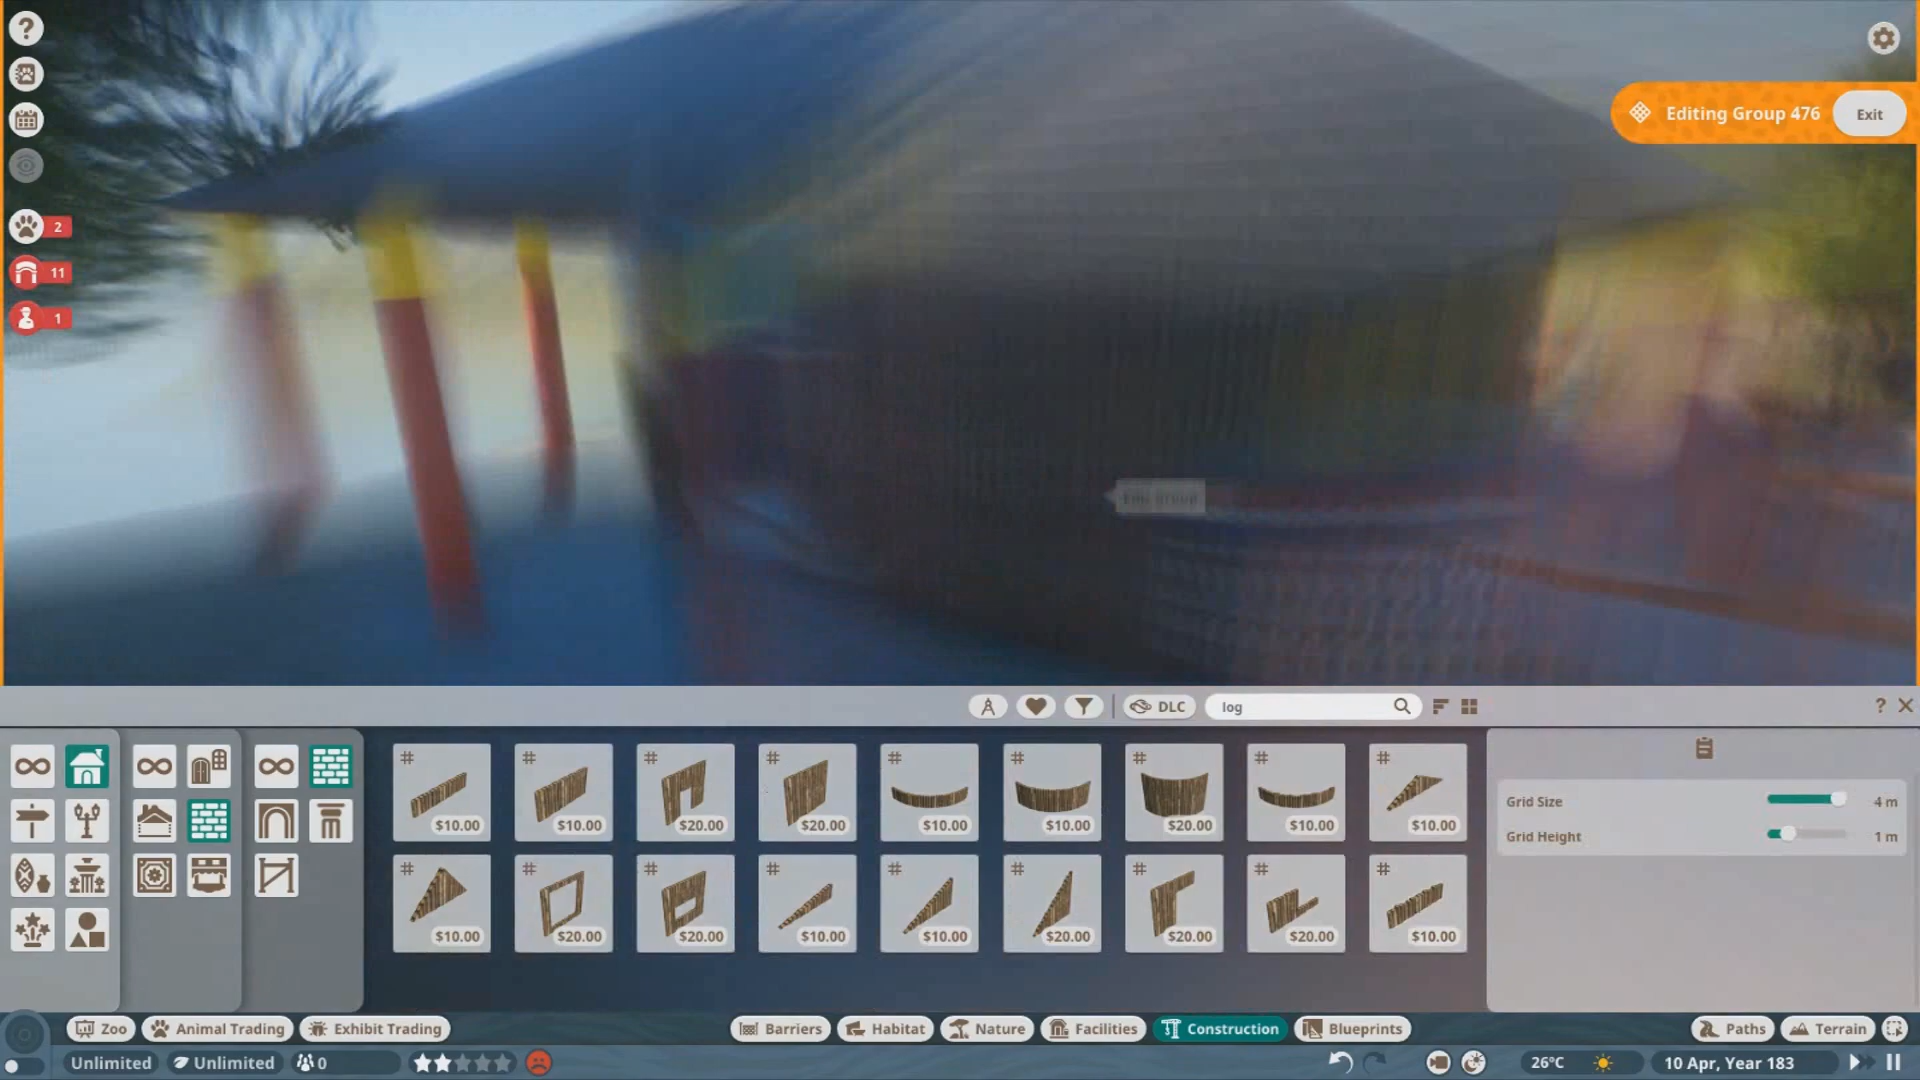 ?
Editing Group 476
Exit
2
11
1
Edit Group
DLC
log
?
# $10.00
# $10.00
# $20.00
# $20.00
# $10.00
# $10.00
# $20.00
# $10.00
# $10.00
# $10.00
# $20.00
# $20.00
# $10.00
# $10.00
# $20.00
# $20.00
# $20.00
# $10.00
Grid Size 4 m
Grid Height 1 m
Zoo
Animal Trading
Exhibit Trading
Barriers
Habitat
Nature
Facilities
Construction
Blueprints
Paths
Terrain
Unlimited
Unlimited
0
26°C
10 Apr, Year 183